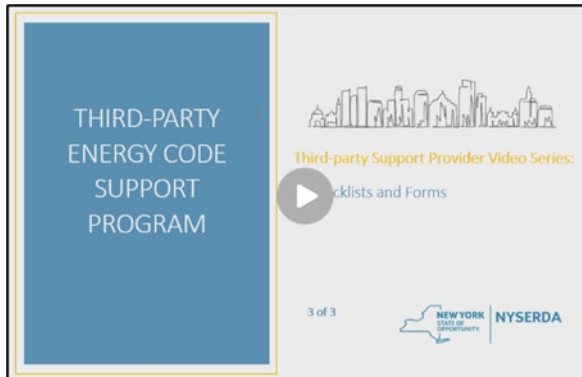 THIRD-PARTY
ENERGY CODE
SUPPORT
PROGRAM
Third-party Support Provider Video Series:
cklists and Forms
3 of 3
NEW YORK
STATE OF
OPPORTUNITY.
NYSERDA